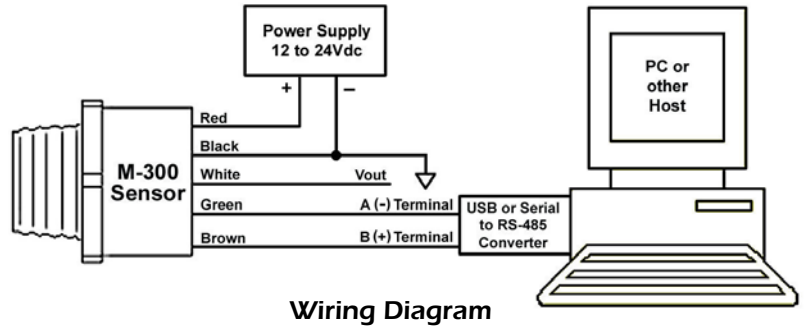 Power Supply
12 to 24Vdc
+ –
PC or
other
Host
M-300
Sensor
Red
Black
White Vout
Green A (-) Terminal
Brown B (+) Terminal
USB or Serial
to RS-485
Converter
Wiring Diagram